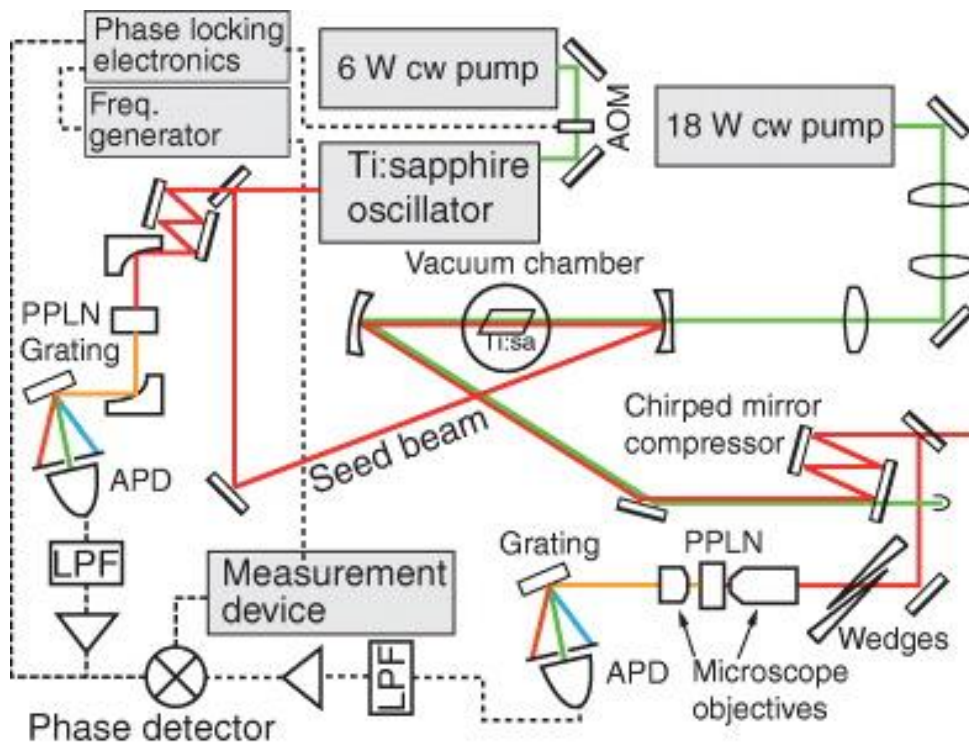 Phase locking
electronics
Freq.
generator
6 W cw pump
AOM
18 W cw pump
Ti:sapphire
oscillator
Vacuum chamber
Ti:sa
PPLN
Grating
APD
Seed beam
Chirped mirror
compressor
LPF
Measurement
device
Grating
PPLN
Wedges
APD
Microscope
objectives
LPF
Phase detector